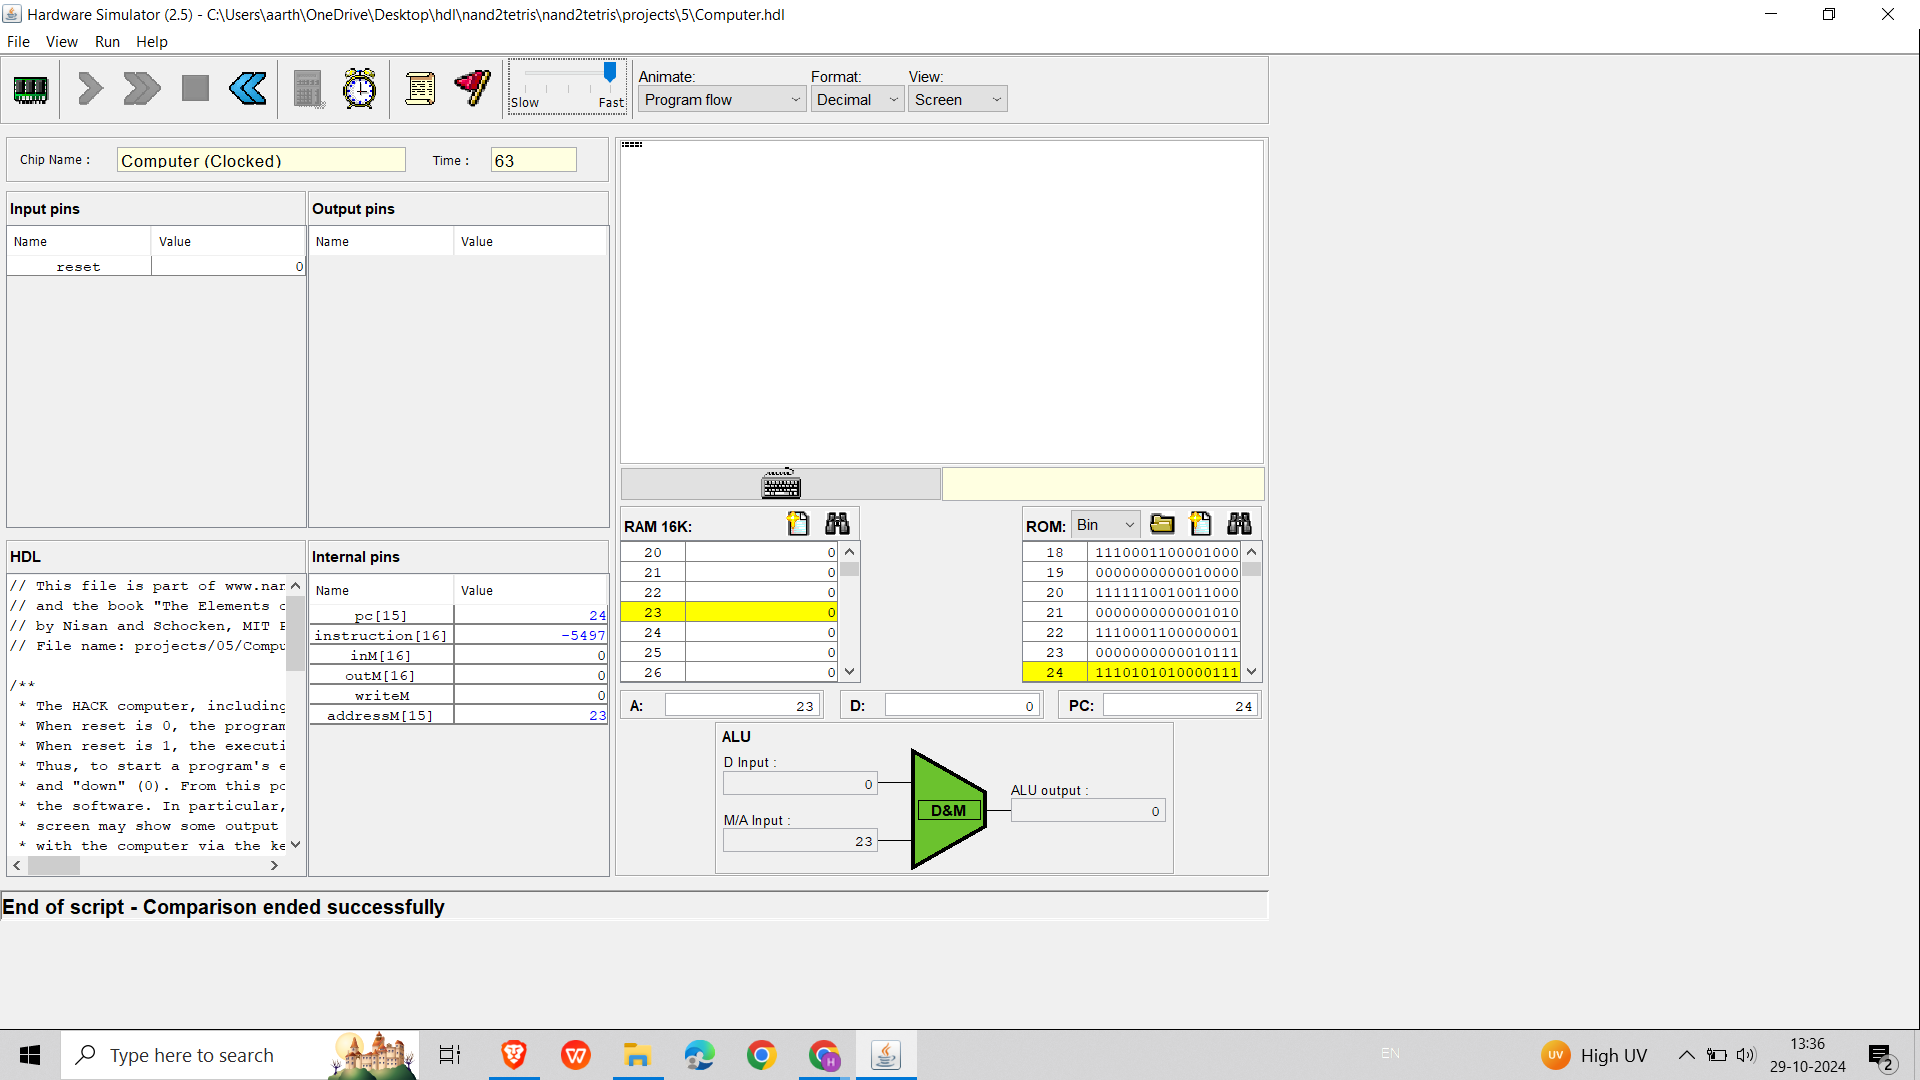 Hardware Simulator (2.5) - C:\Users\aarth\OneDrive\Desktop\hdl\nand2tetris\nand2tetris\projects\5\Computer.hdl
File View Run Help
Slow Fast
Animate: Format: View:
Program flow Decimal Screen
Chip Name : Computer (Clocked) Time : 63
Input pins
Name Value
reset 0
Output pins
Name Value
HDL
// This file is part of www.nan
// and the book "The Elements o
// by Nisan and Schocken, MIT P
// File name: projects/05/Compu
/**
* The HACK computer, including
* When reset is 0, the program
* When reset is 1, the executi
* Thus, to start a program's e
* and "down" (0). From this po
* the software. In particular,
* screen may show some output
* with the computer via the ke
Internal pins
Name Value
pc[15] 24
instruction[16] -5497
inM[16] 0
outM[16] 0
writeM 0
addressM[15] 23
RAM 16K:
20 0
21 0
22 0
23 0
24 0
25 0
26 0
ROM: Bin
18 1110001100001000
19 0000000000010000
20 1111110010011000
21 0000000000001010
22 1110001100000001
23 0000000000010111
24 1110101010000111
A: 23 D: 0 PC: 24
ALU
D Input :
0
M/A Input :
23
D&M
ALU output :
0
End of script - Comparison ended successfully
Type here to search
EN
UV High UV
13:36
29-10-2024
2